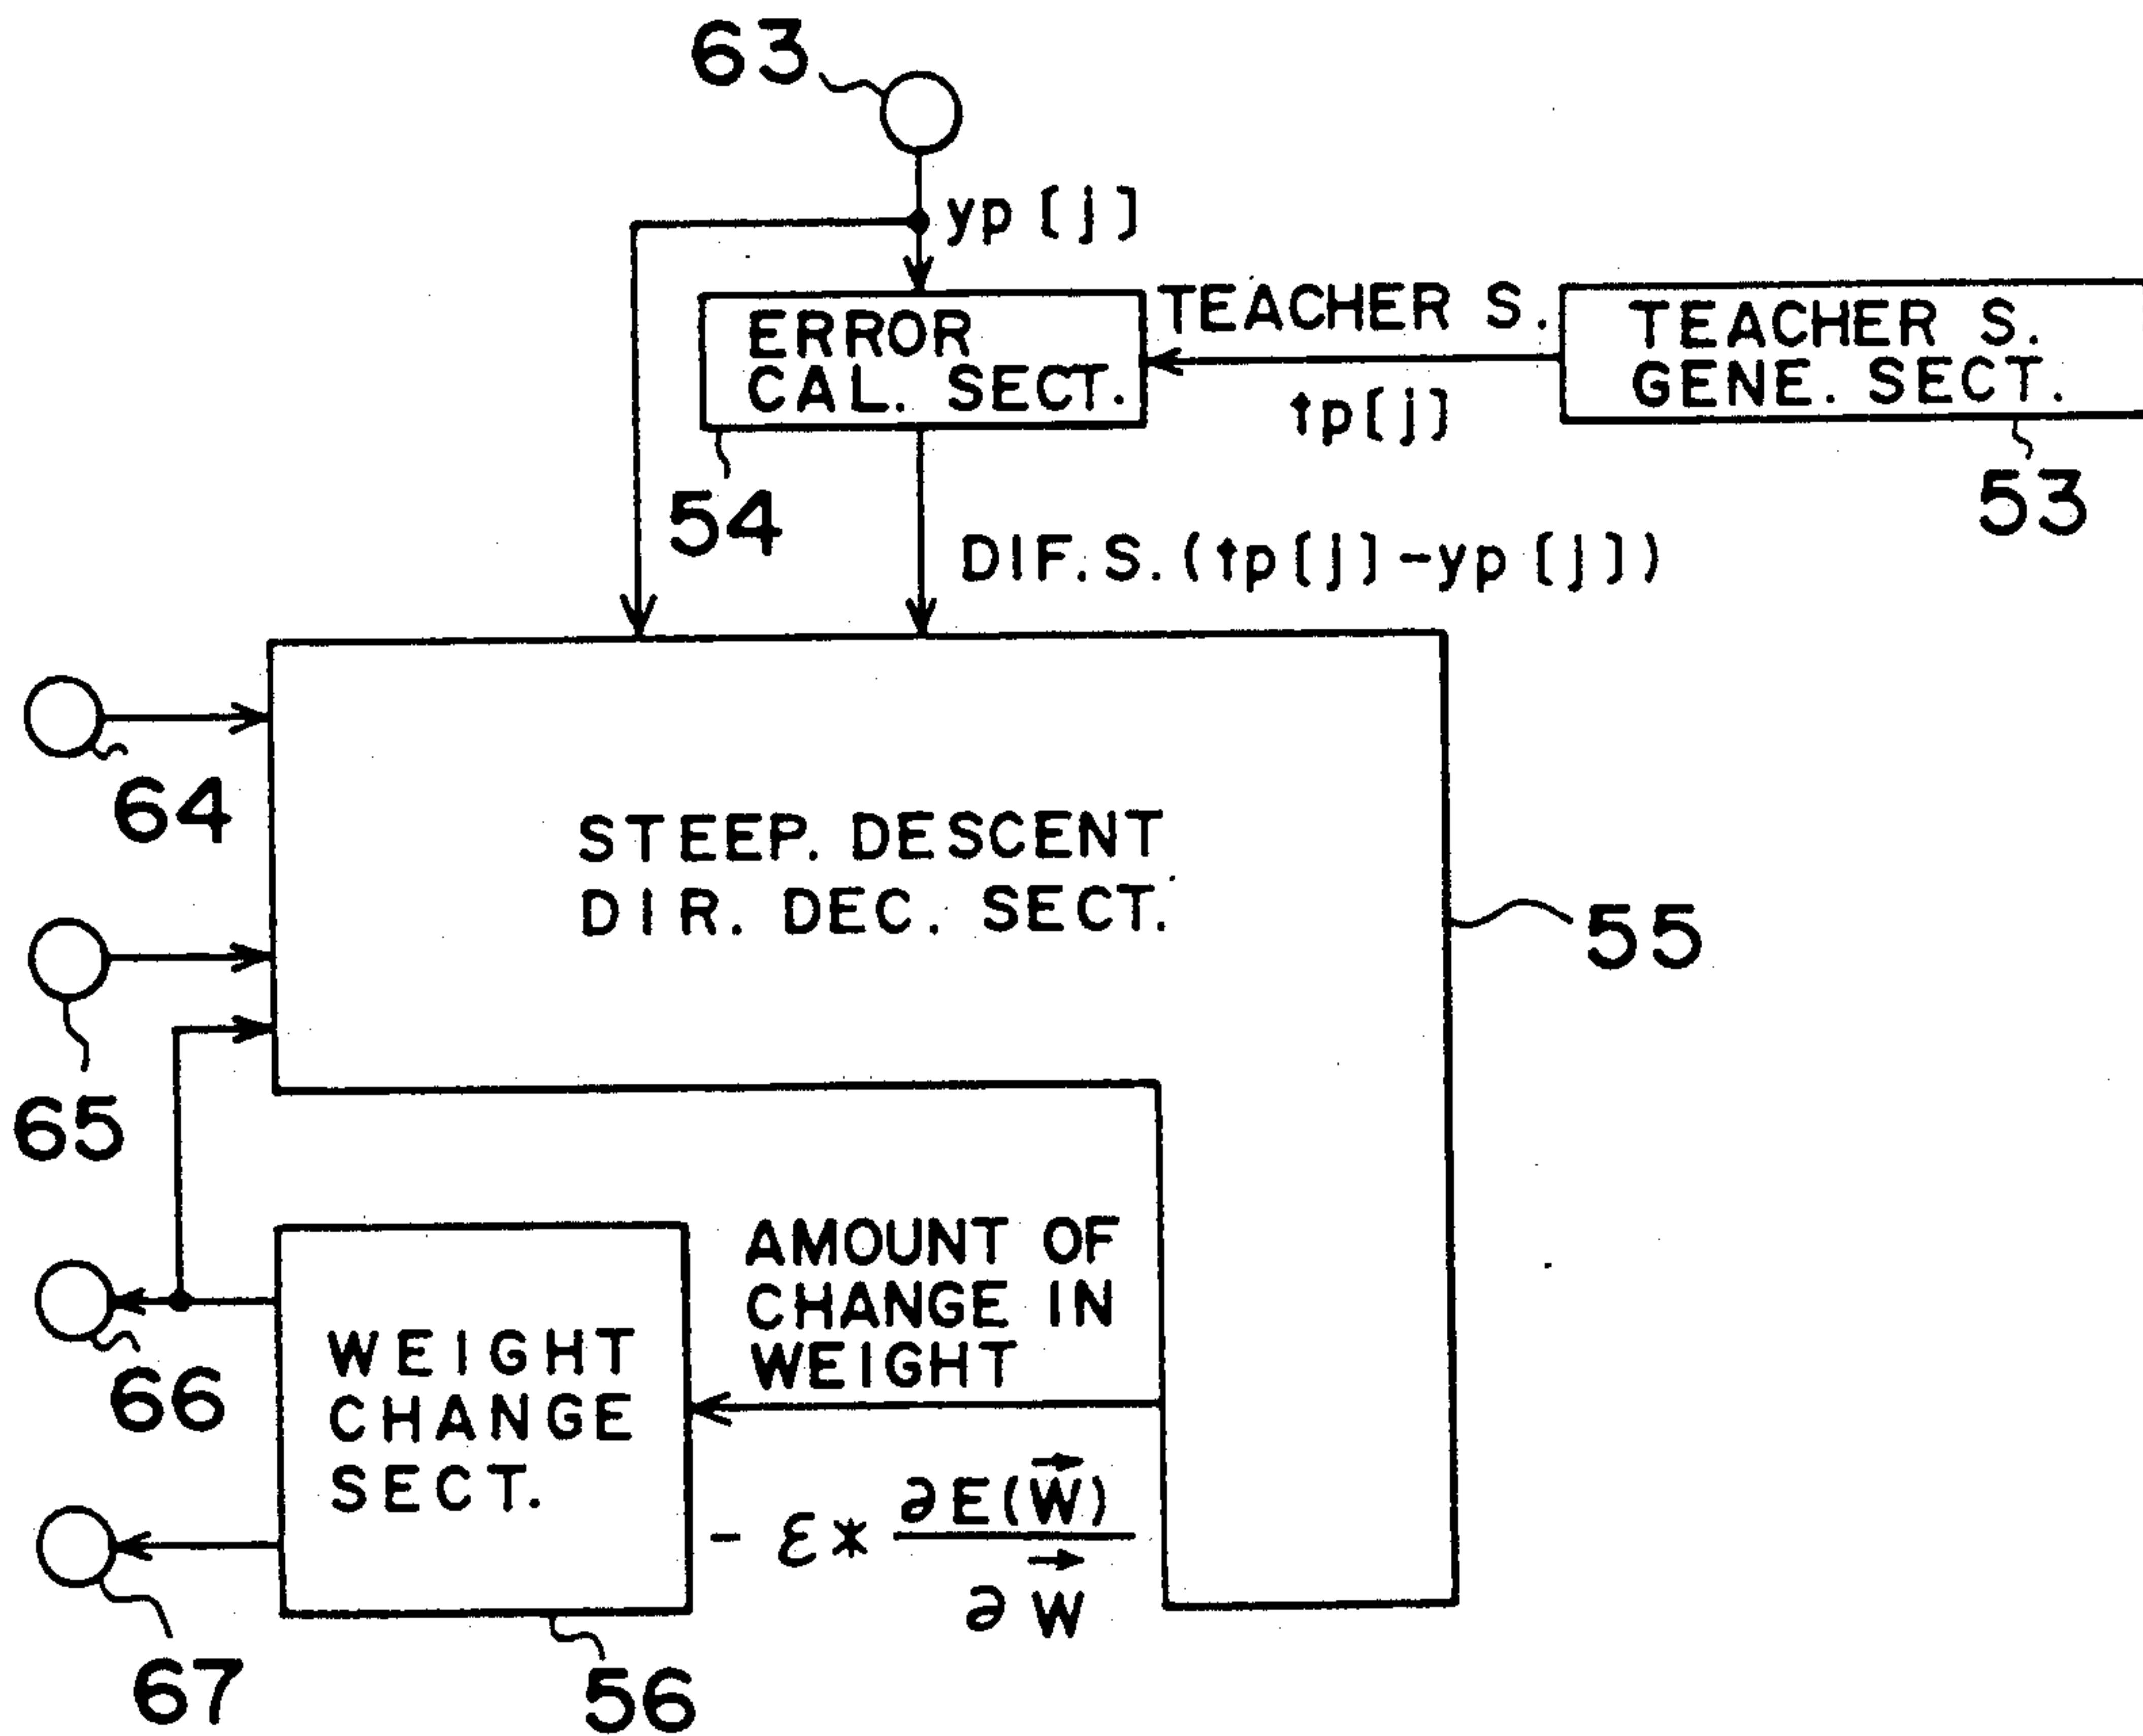 63
yp [j]
TEACHER S.
ERROR
CAL. SECT.
TEACHER S.
GENE. SECT.
tp[j]
54
53
DIF. S. (tp[j] -yp [j])
64
STEEP. DESCENT
DIR. DEC. SECT.
55
65
AMOUNT OF
CHANGE IN
WEIGHT
WEIGHT
CHANGE
SECT.
66
- ε* ∂E(W→) / ∂W→
67
56